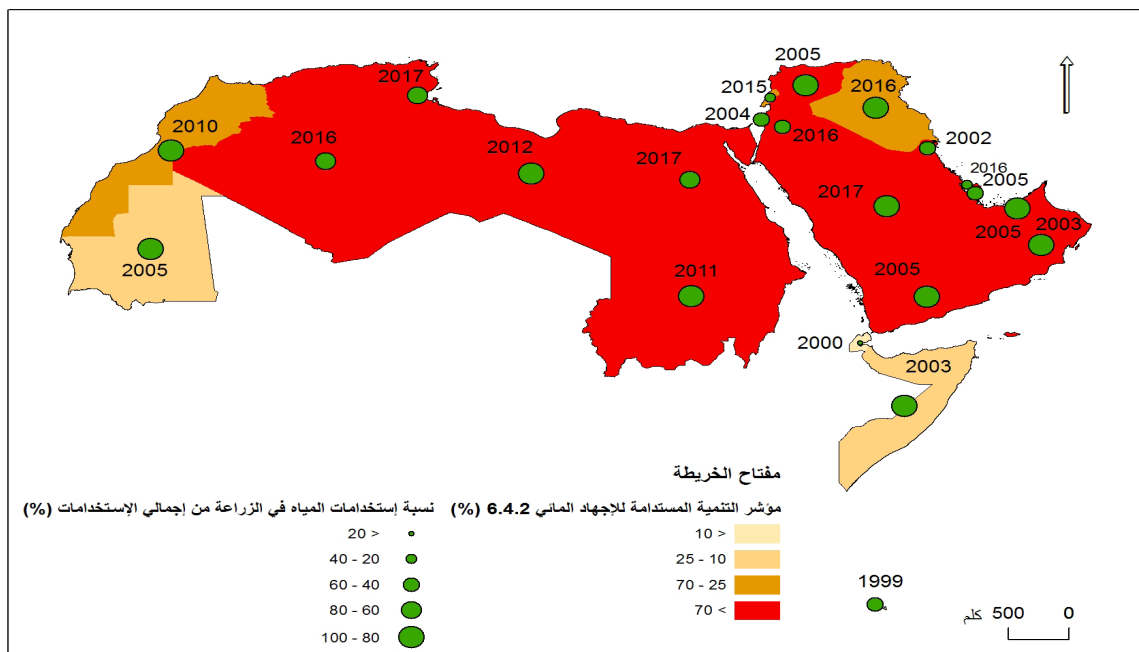 2005
2017
2015
2016
2010
2004
2016
2002
2016
2012
2017
2016
2005
2017
2005
2003
2005
2005
2011
2000
2003
مفتاح الخريطة
مؤشر التنمية المستدامة للإجهاد المائي 6.4.2 (%)
10 >
25 - 10
70 - 25
70 <
نسبة إستخدامات المياه في الزراعة من إجمالي الإستخدامات (%)
20 >
40 - 20
60 - 40
80 - 60
100 - 80
1999
كلم 500 0